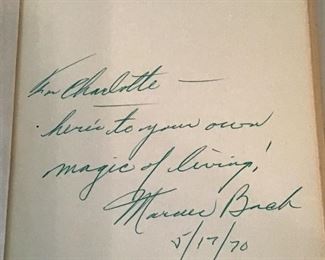 For Charlotte —
here's to your own
magic of living!
Marcus Bach
5/17/70